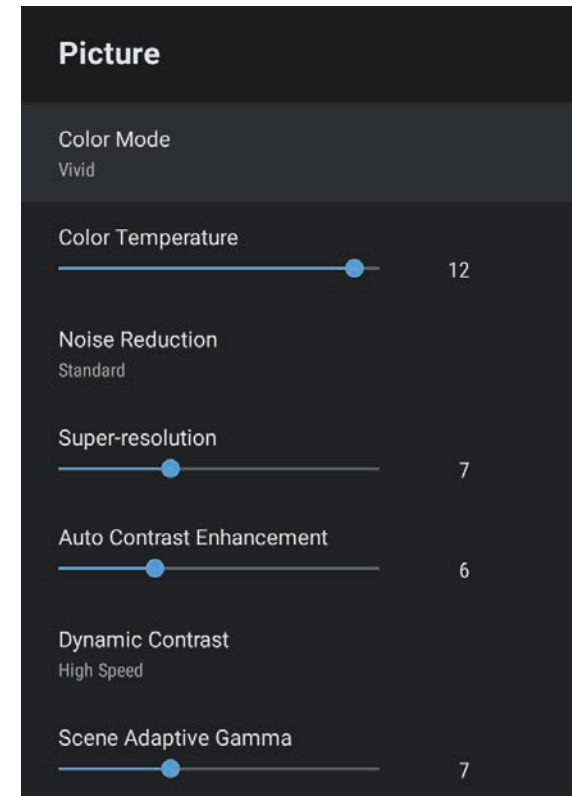 Picture
Color Mode
Vivid
Color Temperature
12
Noise Reduction
Standard
Super-resolution
7
Auto Contrast Enhancement
6
Dynamic Contrast
High Speed
Scene Adaptive Gamma
7